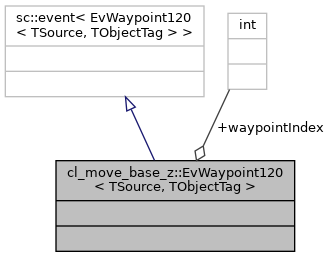 sc::event< EvWaypoint120
< TSource, TObjectTag > >
int
+waypointIndex
cl_move_base_z::EvWaypoint120
< TSource, TObjectTag >